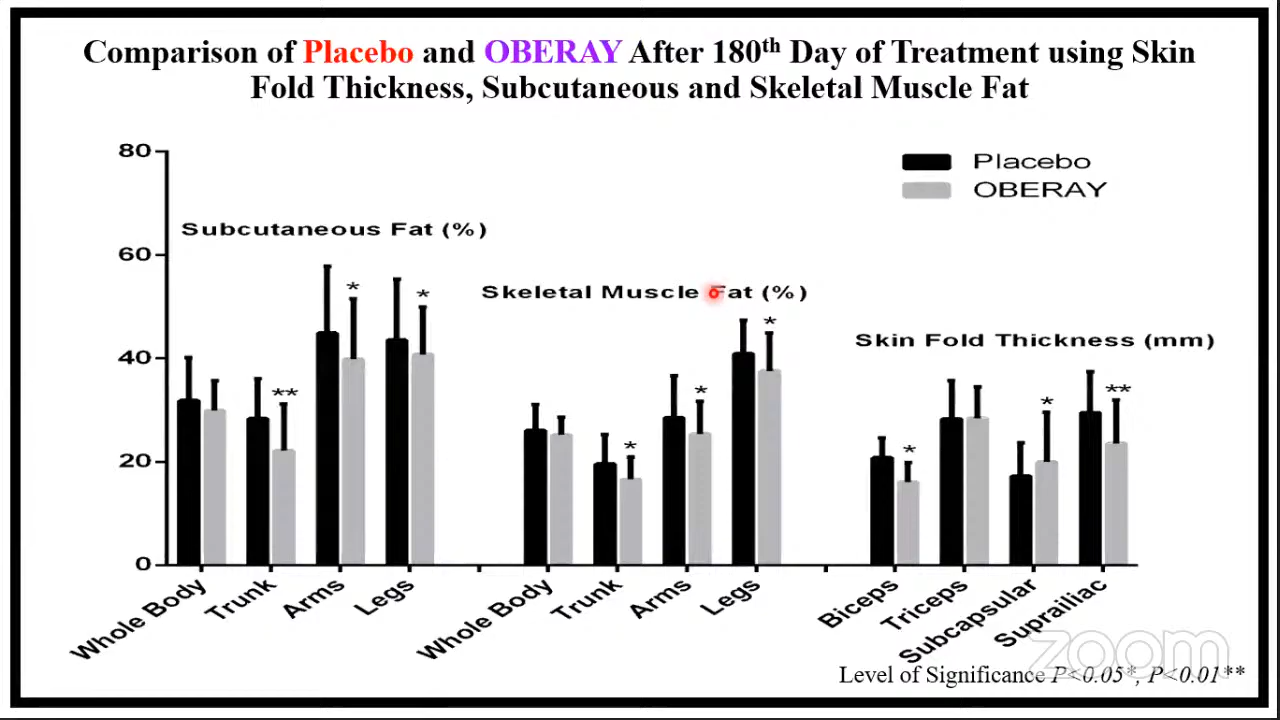 Comparison of Placebo and OBERAY After 180th Day of Treatment using Skin
Fold Thickness, Subcutaneous and Skeletal Muscle Fat
80
60
40
20
0
Placebo
OBERAY
Subcutaneous Fat (%)
Skeletal Muscle Fat (%)
Skin Fold Thickness (mm)
**
*
*
*
*
*
*
*
**
Whole Body
Trunk
Arms
Legs
Whole Body
Trunk
Arms
Legs
Biceps
Triceps
Subcapsular
Suprailiac
zoom
Level of Significance P<0.05*, P<0.01**